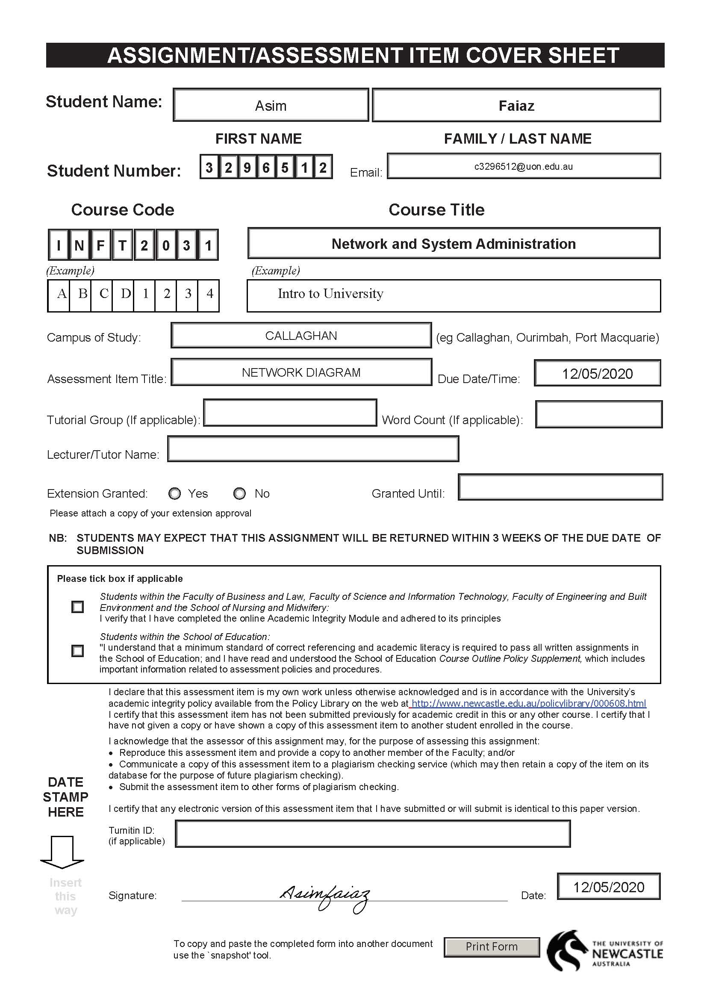 ASSIGNMENT/ASSESSMENT ITEM COVER SHEET
Student Name: Asim Faiaz
FIRST NAME FAMILY / LAST NAME
Student Number: 3 2 9 6 5 1 2 Email: c3296512@uon.edu.au
Course Code Course Title
I N F T 2 0 3 1 Network and System Administration
(Example) (Example)
A B C D 1 2 3 4 Intro to University
Campus of Study: CALLAGHAN (eg Callaghan, Ourimbah, Port Macquarie)
Assessment Item Title: NETWORK DIAGRAM Due Date/Time: 12/05/2020
Tutorial Group (If applicable): Word Count (If applicable):
Lecturer/Tutor Name:
Extension Granted: Yes No Granted Until:
Please attach a copy of your extension approval
NB: STUDENTS MAY EXPECT THAT THIS ASSIGNMENT WILL BE RETURNED WITHIN 3 WEEKS OF THE DUE DATE OF
SUBMISSION
Please tick box if applicable
Students within the Faculty of Business and Law, Faculty of Science and Information Technology, Faculty of Engineering and Built
Environment and the School of Nursing and Midwifery:
I verify that I have completed the online Academic Integrity Module and adhered to its principles
Students within the School of Education:
"I understand that a minimum standard of correct referencing and academic literacy is required to pass all written assignments in
the School of Education; and I have read and understood the School of Education Course Outline Policy Supplement, which includes
important information related to assessment policies and procedures.
I declare that this assessment item is my own work unless otherwise acknowledged and is in accordance with the University's
academic integrity policy available from the Policy Library on the web at http://www.newcastle.edu.au/policylibrary/000608.html
I certify that this assessment item has not been submitted previously for academic credit in this or any other course. I certify that I
have not given a copy or have shown a copy of this assessment item to another student enrolled in the course.
I acknowledge that the assessor of this assignment may, for the purpose of assessing this assignment:
• Reproduce this assessment item and provide a copy to another member of the Faculty; and/or
• Communicate a copy of this assessment item to a plagiarism checking service (which may then retain a copy of the item on its
database for the purpose of future plagiarism checking).
• Submit the assessment item to other forms of plagiarism checking.
DATE
STAMP
HERE
I certify that any electronic version of this assessment item that I have submitted or will submit is identical to this paper version.
Turnitin ID:
(if applicable)
Insert
this
way
Signature: Asimfaiaz Date: 12/05/2020
To copy and paste the completed form into another document
use the `snapshot' tool.
Print Form
THE UNIVERSITY OF
NEWCASTLE
AUSTRALIA